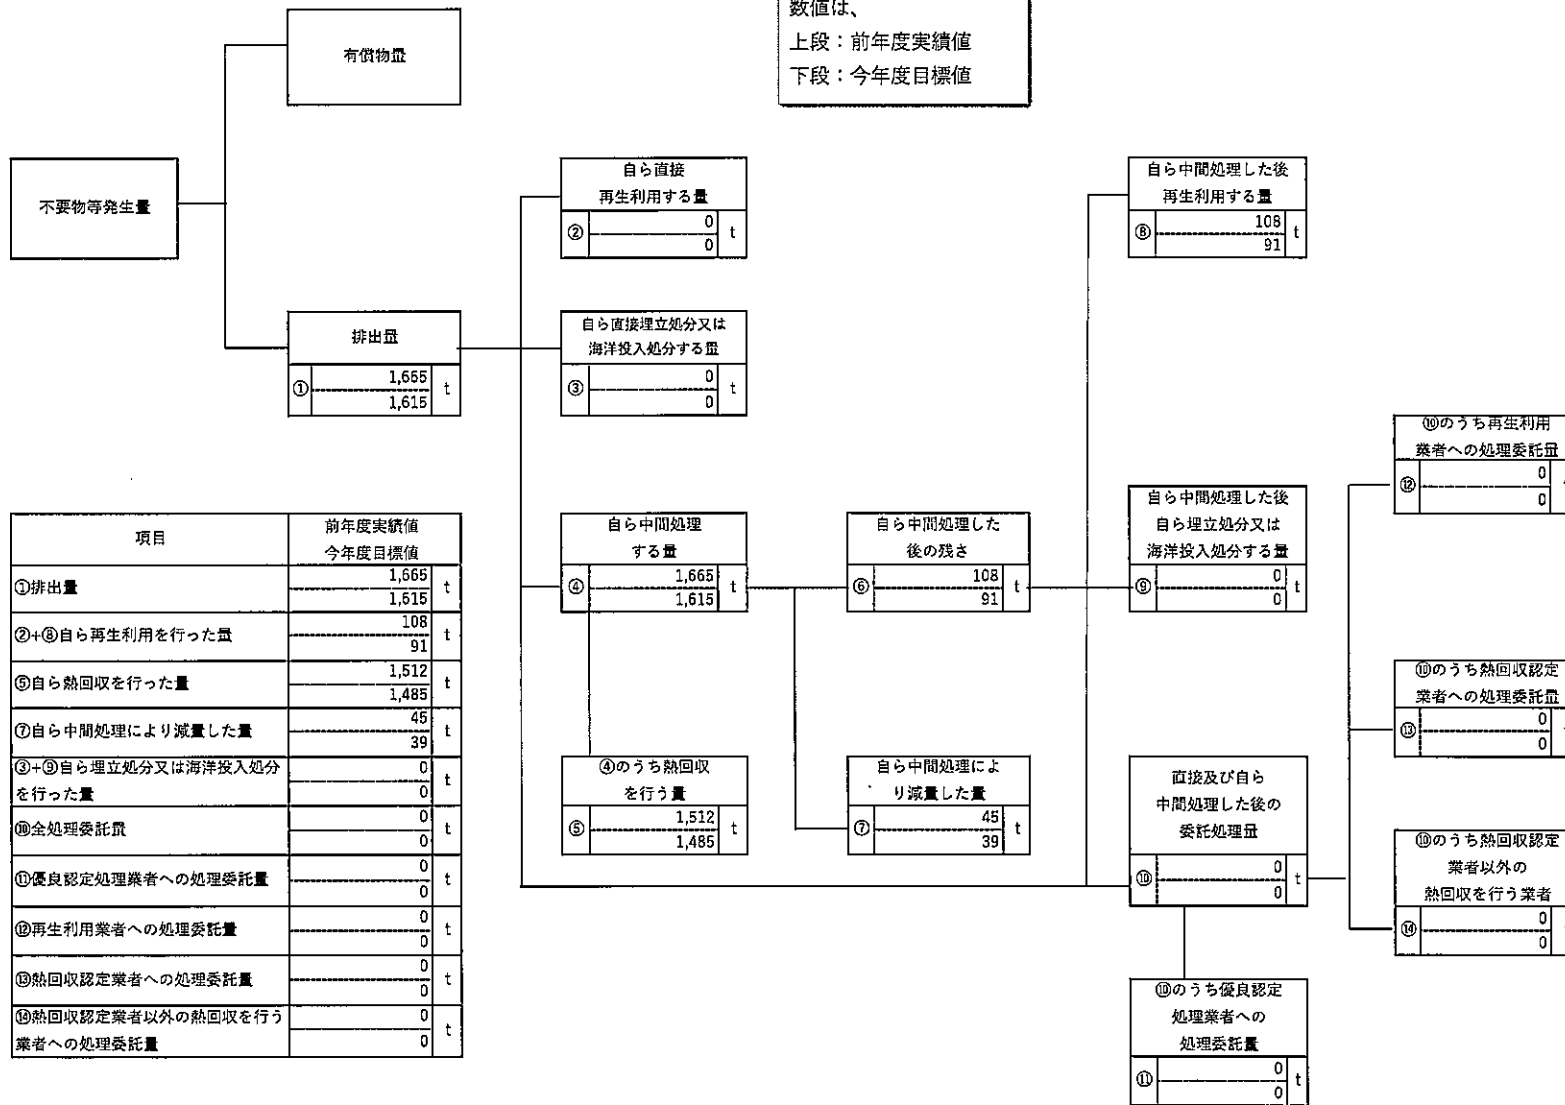 数値は、
上段：前年度実績値
下段：今年度目標値
有償物量
不要物等発生量
排出量
① 1,665 t
1,615
自ら直接
再生利用する量
② 0 t
0
自ら直接埋立処分又は
海洋投入処分する量
③ 0 t
0
自ら中間処理
する量
④ 1,665 t
1,615
④のうち熱回収
を行う量
⑤ 1,512 t
1,485
自ら中間処理した
後の残さ
⑥ 108 t
91
自ら中間処理によ
り減量した量
⑦ 45 t
39
自ら中間処理した後
再生利用する量
⑧ 108 t
91
自ら中間処理した後
自ら埋立処分又は
海洋投入処分する量
⑨ 0 t
0
直接及び自ら
中間処理した後の
委託処理量
⑩ 0 t
0
⑩のうち優良認定
処理業者への
処理委託量
⑪ 0 t
0
⑩のうち再生利用
業者への処理委託量
⑫ 0
0
⑩のうち熱回収認定
業者への処理委託量
⑬ 0
0
⑩のうち熱回収認定
業者以外の
熱回収を行う業者
⑭ 0
0
項目 前年度実績値
今年度目標値
①排出量 1,665 t
1,615
②+⑧自ら再生利用を行った量 108 t
91
⑤自ら熱回収を行った量 1,512 t
1,485
⑦自ら中間処理により減量した量 45 t
39
③+⑨自ら埋立処分又は海洋投入処分 0 t
を行った量 0
⑩全処理委託量 0 t
0
⑪優良認定処理業者への処理委託量 0 t
0
⑫再生利用業者への処理委託量 0 t
0
⑬熱回収認定業者への処理委託量 0 t
0
⑭熱回収認定業者以外の熱回収を行う 0 t
業者への処理委託量 0